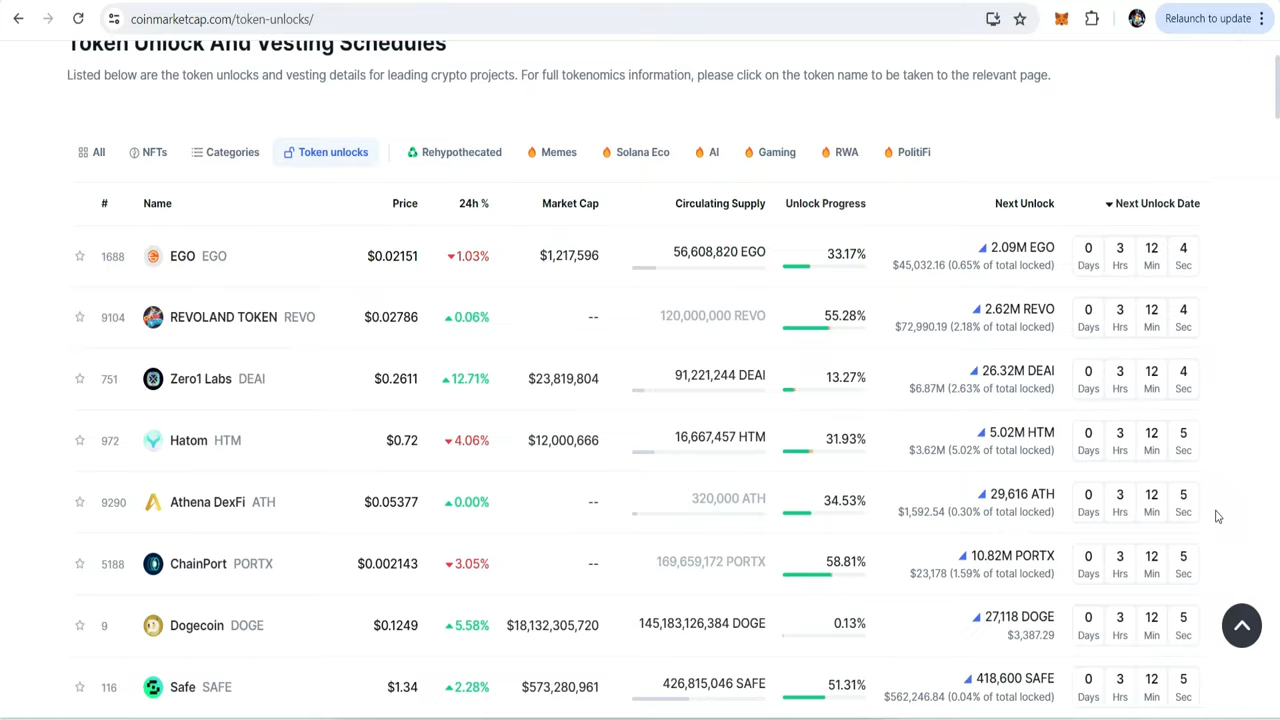 coinmarketcap.com/token-unlocks/
Relaunch to update
Token Unlock And Vesting Schedules
Listed below are the token unlocks and vesting details for leading crypto projects. For full tokenomics information, please click on the token name to be taken to the relevant page.
All NFTs Categories Token unlocks Rehypothecated Memes Solana Eco AI Gaming RWA PolitiFi
# Name Price 24h % Market Cap Circulating Supply Unlock Progress Next Unlock Next Unlock Date
1688 EGO EGO $0.02151 1.03% $1,217,596 56,608,820 EGO 33.17% 2.09M EGO 0 3 12 4
$45,032.16 (0.65% of total locked) Days Hrs Min Sec
9104 REVOLAND TOKEN REVO $0.02786 0.06% -- 120,000,000 REVO 55.28% 2.62M REVO 0 3 12 4
$72,990.19 (2.18% of total locked) Days Hrs Min Sec
751 Zero1 Labs DEAI $0.2611 12.71% $23,819,804 91,221,244 DEAI 13.27% 26.32M DEAI 0 3 12 4
$6.87M (2.63% of total locked) Days Hrs Min Sec
972 Hatom HTM $0.72 4.06% $12,000,666 16,667,457 HTM 31.93% 5.02M HTM 0 3 12 5
$3.62M (5.02% of total locked) Days Hrs Min Sec
9290 Athena DexFi ATH $0.05377 0.00% -- 320,000 ATH 34.53% 29,616 ATH 0 3 12 5
$1,592.54 (0.30% of total locked) Days Hrs Min Sec
5188 ChainPort PORTX $0.002143 3.05% -- 169,659,172 PORTX 58.81% 10.82M PORTX 0 3 12 5
$23,178 (1.59% of total locked) Days Hrs Min Sec
9 Dogecoin DOGE $0.1249 5.58% $18,132,305,720 145,183,126,384 DOGE 0.13% 27,118 DOGE 0 3 12 5
$3,387.29 Days Hrs Min Sec
116 Safe SAFE $1.34 2.28% $573,280,961 426,815,046 SAFE 51.31% 418,600 SAFE 0 3 12 5
$562,246.84 (0.04% of total locked) Days Hrs Min Sec